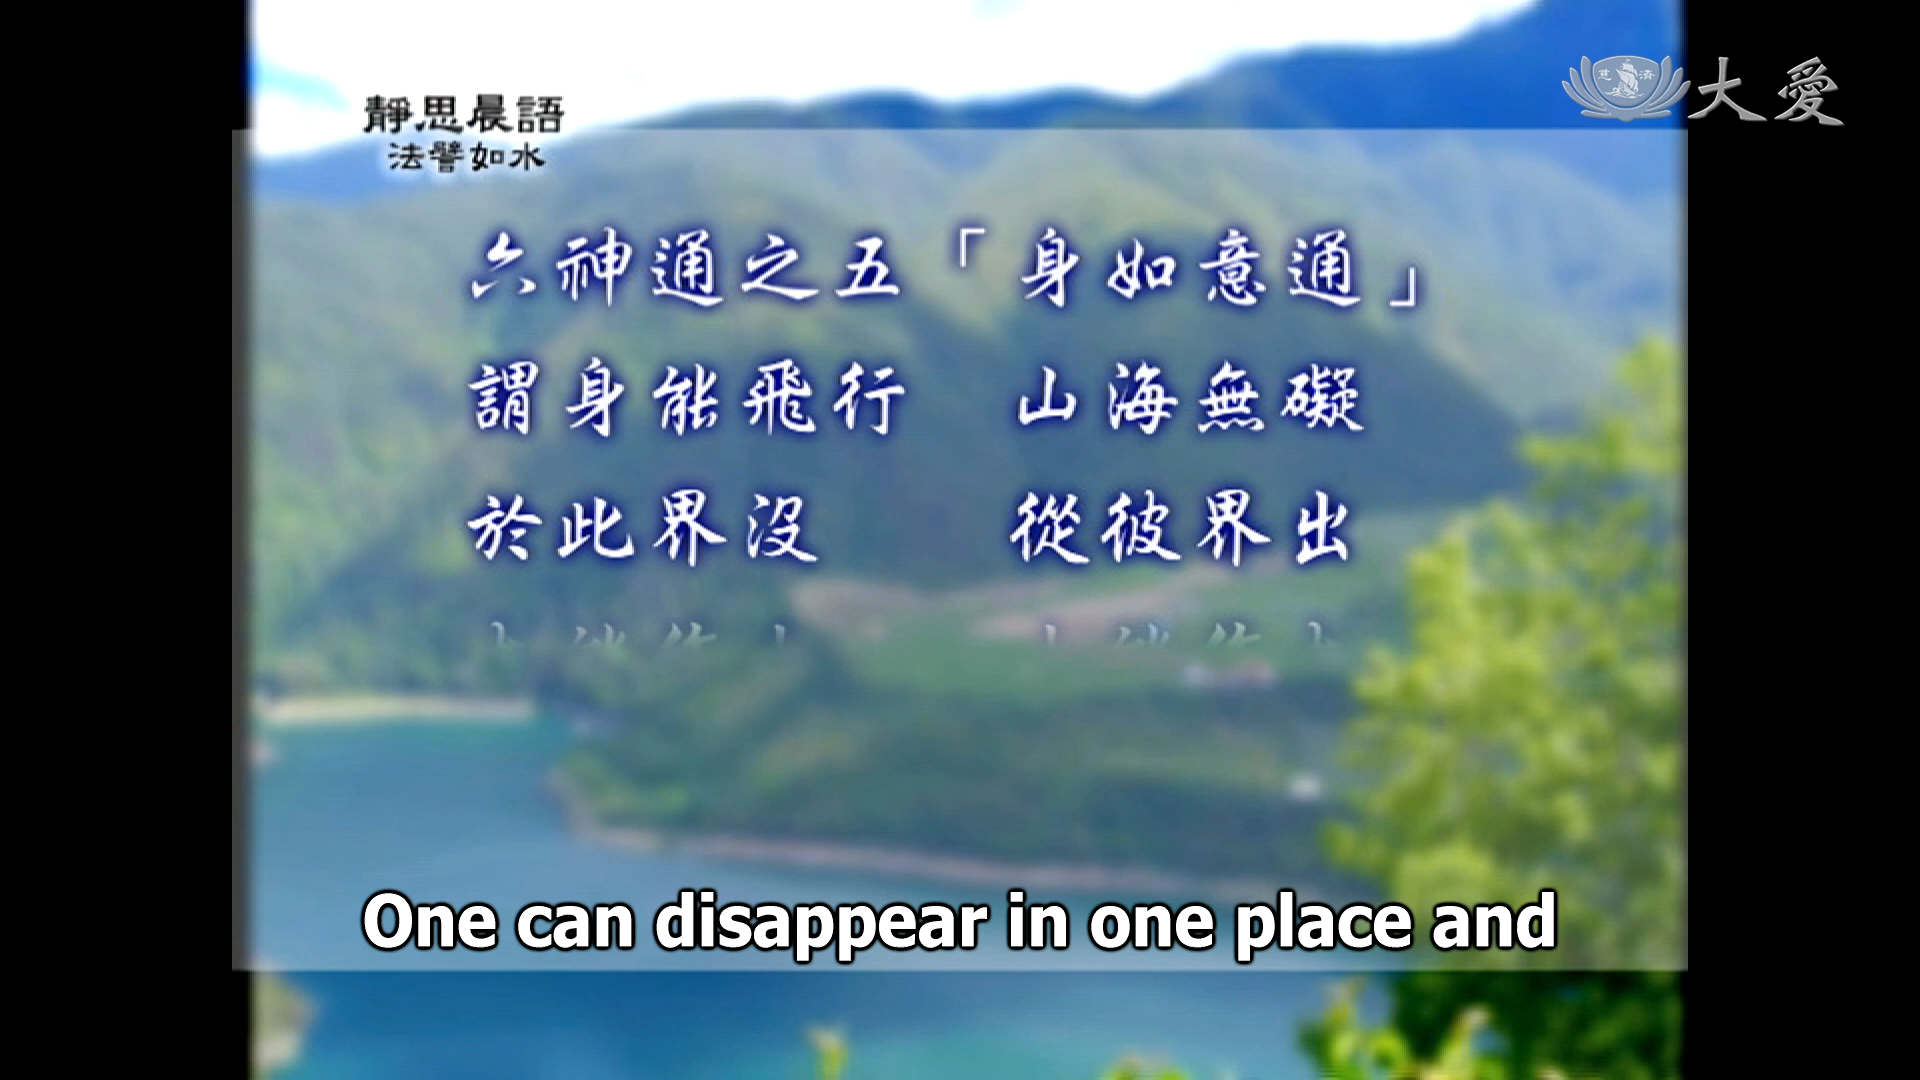 靜思晨語
法譬如水
慈濟
大愛
六神通之五「身如意通」
謂身能飛行 山海無礙
於此界沒 從彼界出
One can disappear in one place and